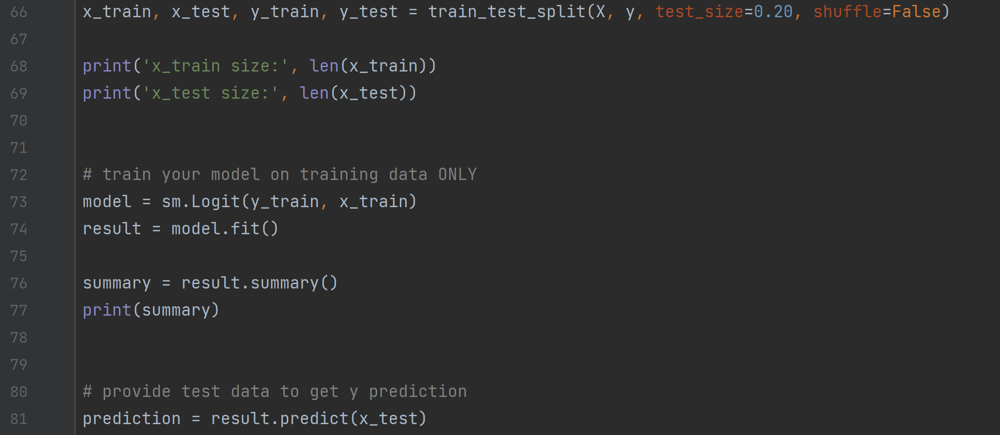 66 x_train, x_test, y_train, y_test = train_test_split(X, y, test_size=0.20, shuffle=False)
67
68 print('x_train size:', len(x_train))
69 print('x_test size:', len(x_test))
70
71
72 # train your model on training data ONLY
73 model = sm.Logit(y_train, x_train)
74 result = model.fit()
75
76 summary = result.summary()
77 print(summary)
78
79
80 # provide test data to get y prediction
81 prediction = result.predict(x_test)